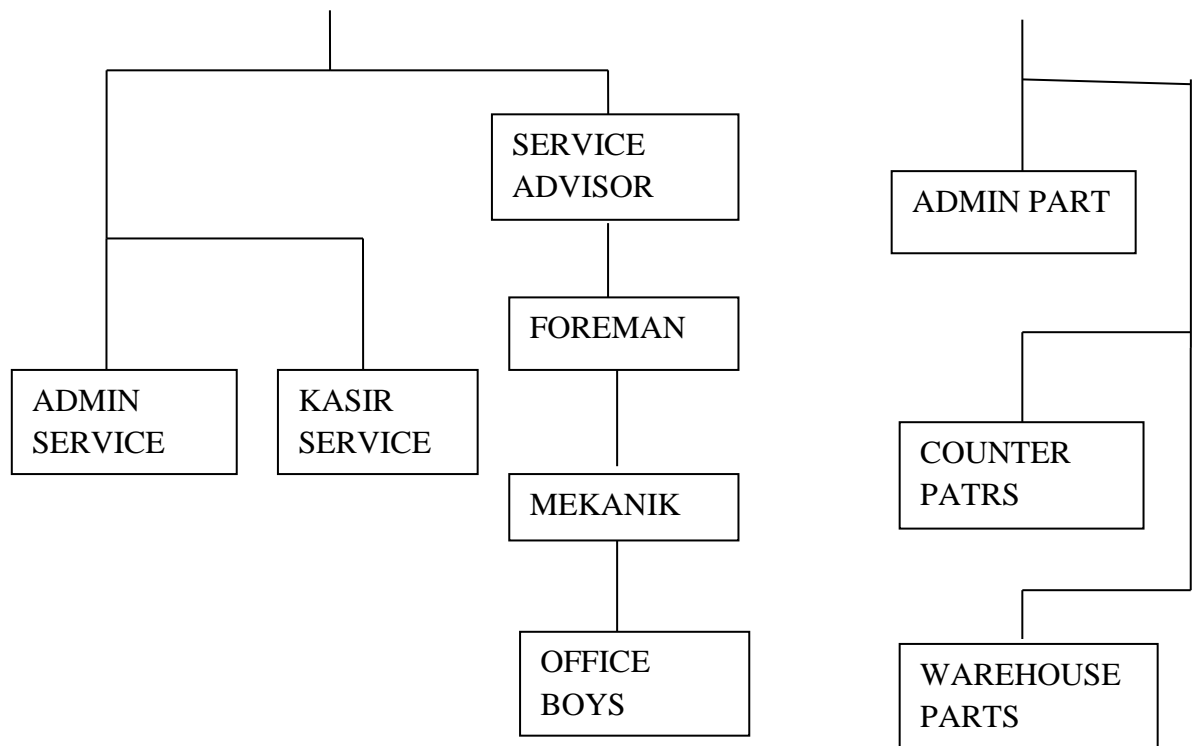 SERVICE
ADVISOR
ADMIN PART
FOREMAN
ADMIN
SERVICE
KASIR
SERVICE
COUNTER
PATRS
MEKANIK
OFFICE
BOYS
WAREHOUSE
PARTS